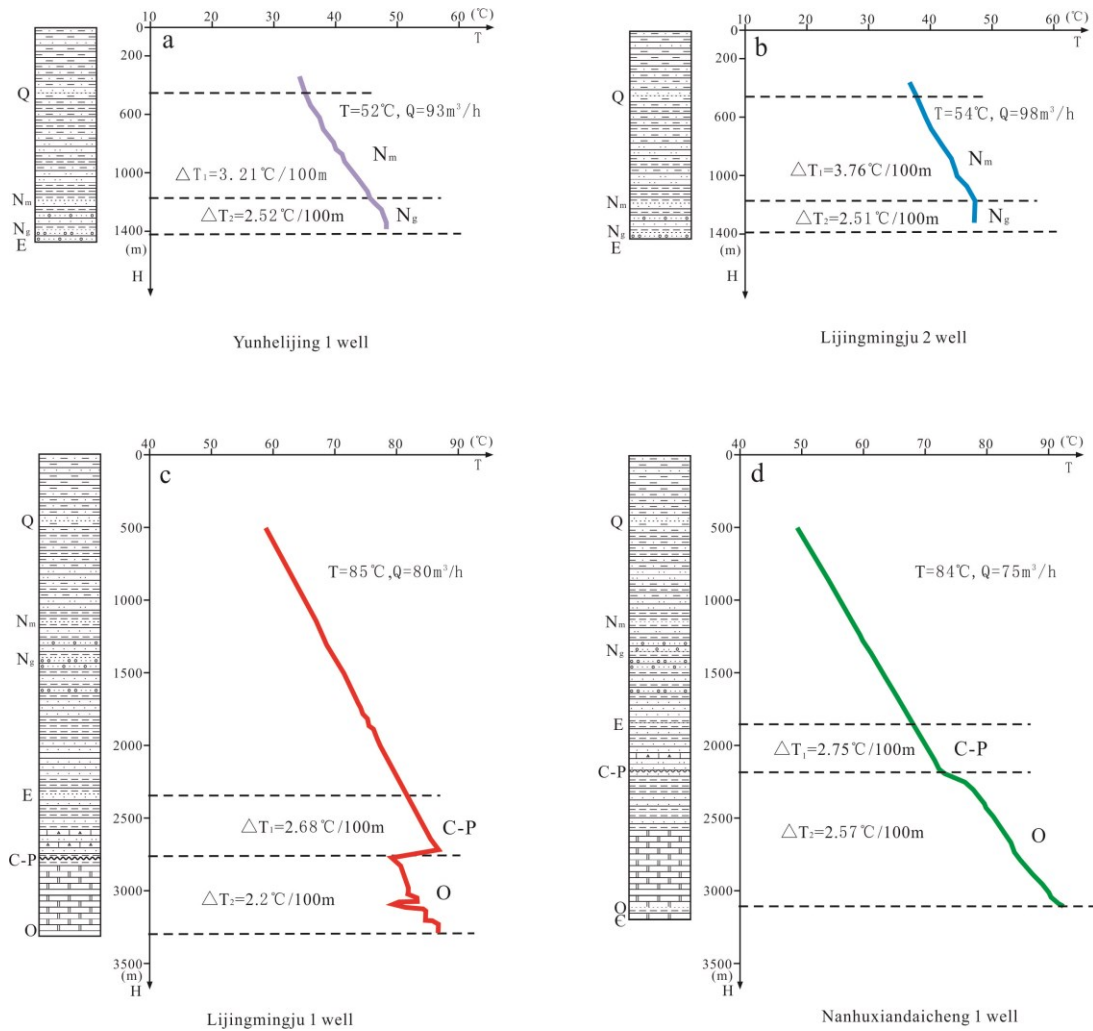 10 20 30 40 50 60 (℃)
T
0
200
600
1000
1400
(m)
H
a
Q
Nm
Ng
E
T=52℃, Q=93m³/h
Nm
△T₁=3.21℃/100m
△T₂=2.52℃/100m
Ng
Yunhelijing 1 well
10 20 30 40 50 60 (℃)
T
0
200
600
1000
1400
(m)
H
b
Q
Nm
Ng
E
T=54℃, Q=98m³/h
Nm
△T₁=3.76℃/100m
△T₂=2.51℃/100m
Ng
Lijingmingju 2 well
40 50 60 70 80 90 (℃)
T
0
500
1000
1500
2000
2500
3000
3500
(m)
H
c
Q
Nm
Ng
E
C-P
O
T=85℃,Q=80m³/h
△T₁=2.68℃/100m
C-P
△T₂=2.2℃/100m
O
Lijingmingju 1 well
40 50 60 70 80 90 (℃)
T
0
500
1000
1500
2000
2500
3000
3500
(m)
H
d
Q
Nm
Ng
E
C-P
O
Є
T=84℃, Q=75m³/h
△T₁=2.75℃/100m
C-P
△T₂=2.57℃/100m
O
Nanhuxiandaicheng 1 well